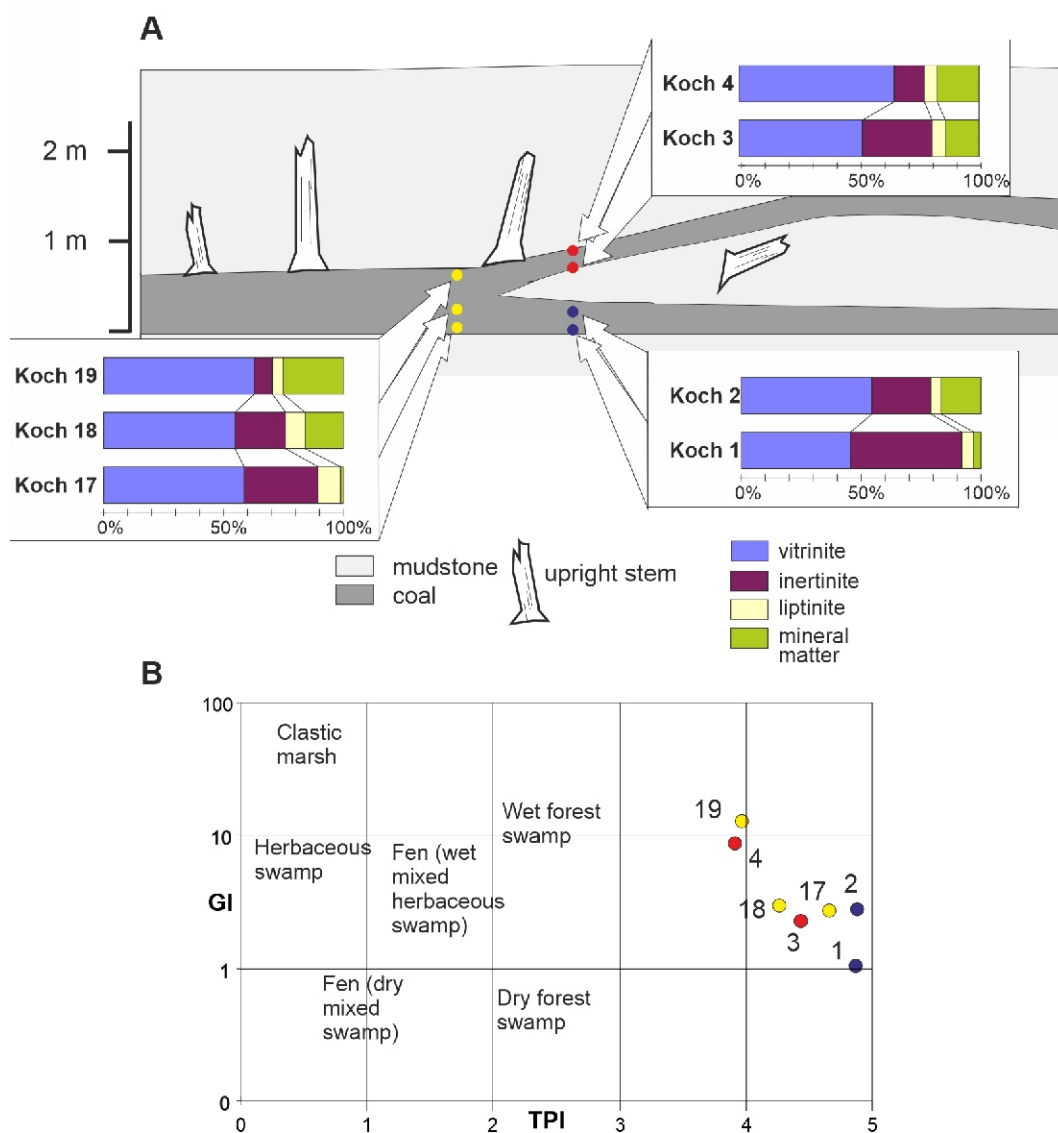 A
Koch 4
Koch 3
0% 50% 100%
2 m
1 m
Koch 19
Koch 18
Koch 17
0% 50% 100%
Koch 2
Koch 1
0% 50% 100%
mudstone
coal
upright stem
vitrinite
inertinite
liptinite
mineral
matter
B
100
10
GI
1
0
Clastic
marsh
Herbaceous
swamp
Fen (wet
mixed
herbaceous
swamp)
Wet forest
swamp
Fen (dry
mixed
swamp)
Dry forest
swamp
19
4
18
17
2
3
1
0 1 2 3 4 5
TPI